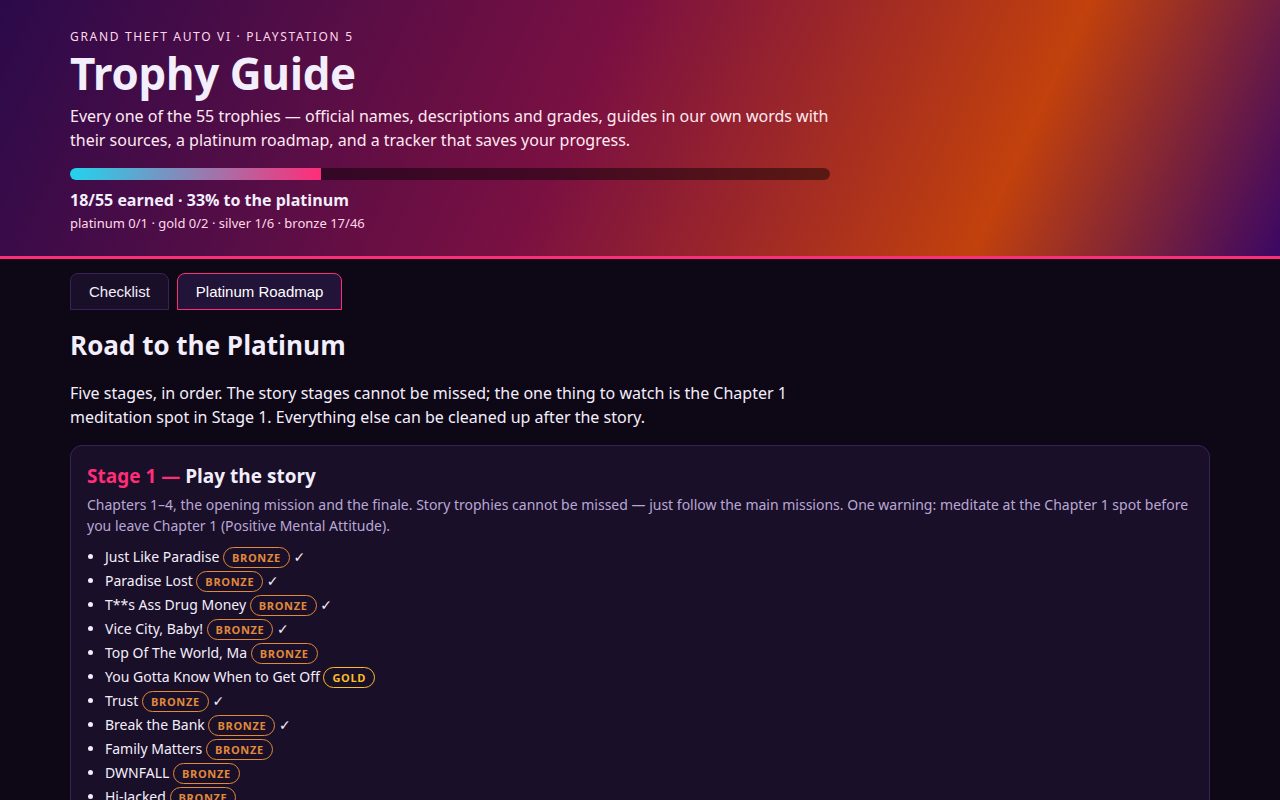 GRAND THEFT AUTO VI · PLAYSTATION 5
Trophy Guide
Every one of the 55 trophies — official names, descriptions and grades, guides in our own words with
their sources, a platinum roadmap, and a tracker that saves your progress.
18/55 earned · 33% to the platinum
platinum 0/1 · gold 0/2 · silver 1/6 · bronze 17/46
Checklist
Platinum Roadmap
Road to the Platinum
Five stages, in order. The story stages cannot be missed; the one thing to watch is the Chapter 1
meditation spot in Stage 1. Everything else can be cleaned up after the story.
Stage 1 — Play the story
Chapters 1–4, the opening mission and the finale. Story trophies cannot be missed — just follow the main missions. One warning: meditate at the Chapter 1 spot before
you leave Chapter 1 (Positive Mental Attitude).
• Just Like Paradise BRONZE ✓
• Paradise Lost BRONZE ✓
• T**s Ass Drug Money BRONZE ✓
• Vice City, Baby! BRONZE ✓
• Top Of The World, Ma BRONZE
• You Gotta Know When to Get Off GOLD
• Trust BRONZE ✓
• Break the Bank BRONZE ✓
• Family Matters BRONZE
• DWNFALL BRONZE
• Hi-Jacked BRONZE